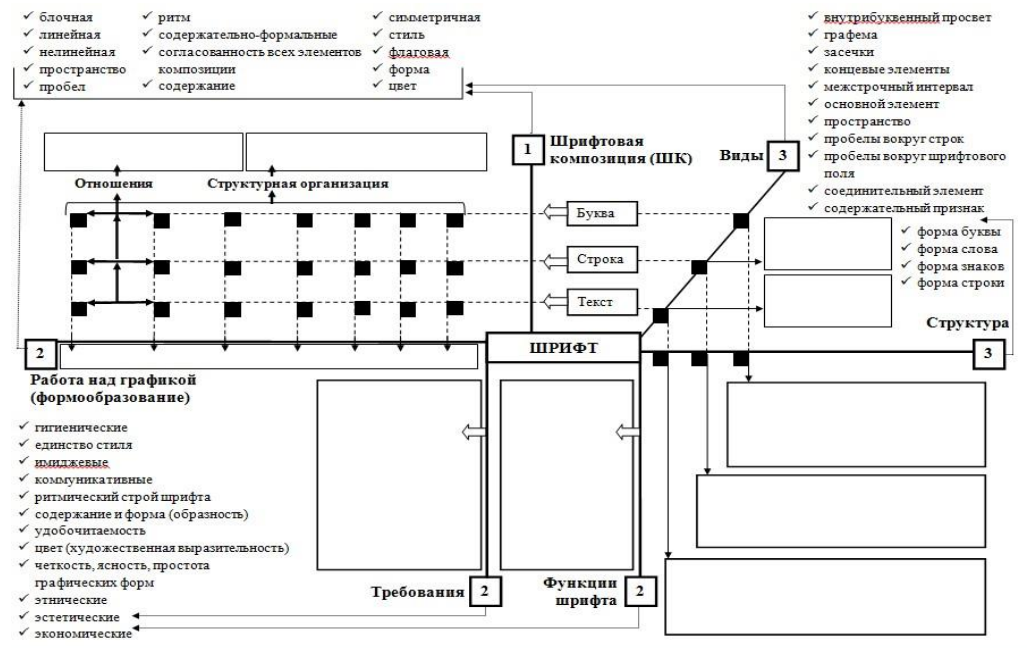 ✓ блочная
✓ линейная
✓ нелинейная
✓ пространство
✓ пробел
✓ ритм
✓ содержательно-формальные
✓ согласованность всех элементов
композиции
✓ содержание
✓ симметричная
✓ стиль
✓ флаговая
✓ форма
✓ цвет
✓ внутрибуквенный просвет
✓ графема
✓ засечки
✓ концевые элементы
✓ межстрочный интервал
✓ основной элемент
✓ пространство
✓ пробелы вокруг строк
✓ пробелы вокруг шрифтового
поля
✓ соединительный элемент
✓ содержательный признак
✓ форма буквы
✓ форма слова
✓ форма знаков
✓ форма строки
1
Шрифтовая
композиция (ШК)
Виды
3
Отношения
Структурная организация
Буква
Строка
Текст
Структура
3
ШРИФТ
2
Работа над графикой
(формообразование)
✓ гигиенические
✓ единство стиля
✓ имиджевые
✓ коммуникативные
✓ ритмический строй шрифта
✓ содержание и форма (образность)
✓ удобочитаемость
✓ цвет (художественная выразительность)
✓ четкость, ясность, простота
графических форм
✓ этнические
✓ эстетические
✓ экономические
Требования
2
Функции
шрифта
2